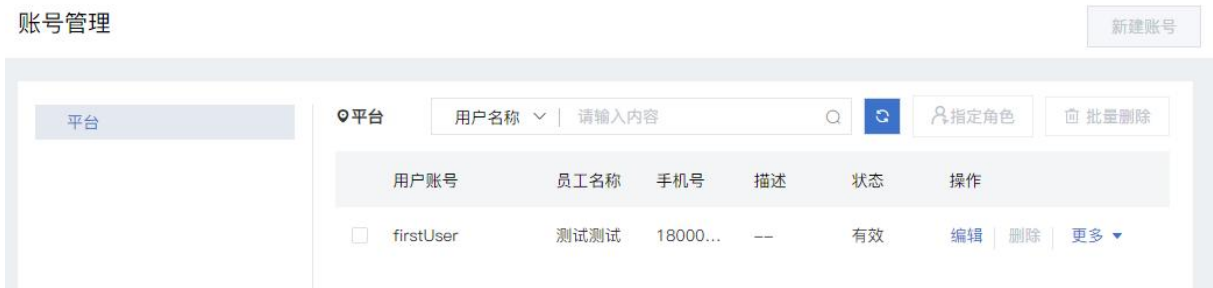 账号管理
新建账号
平台
平台
用户名称
请输入内容
指定角色
批量删除
用户账号 员工名称 手机号 描述 状态 操作
firstUser 测试测试 18000... -- 有效 编辑 删除 更多